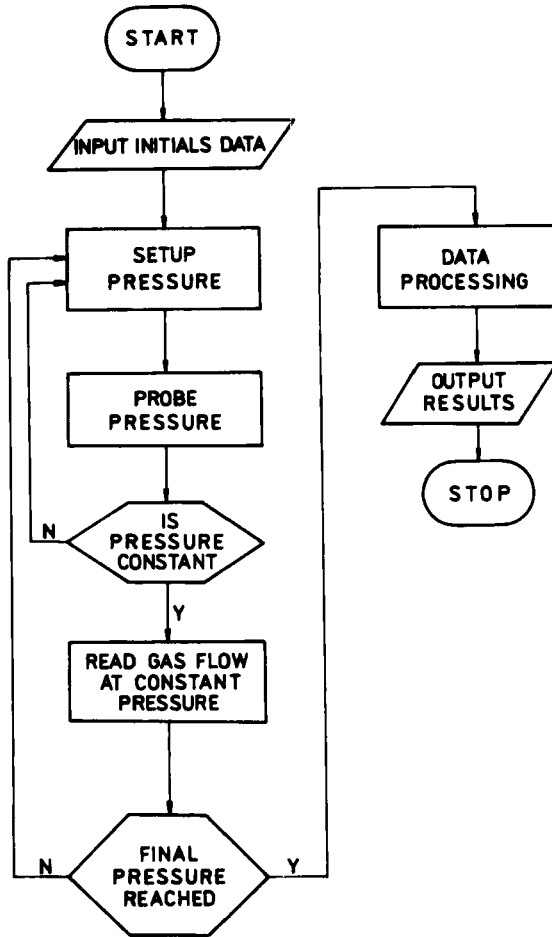 START
INPUT INITIALS DATA
SETUP
PRESSURE
PROBE
PRESSURE
IS
PRESSURE
CONSTANT
N
Y
READ GAS FLOW
AT CONSTANT
PRESSURE
FINAL
PRESSURE
REACHED
N
Y
DATA
PROCESSING
OUTPUT
RESULTS
STOP